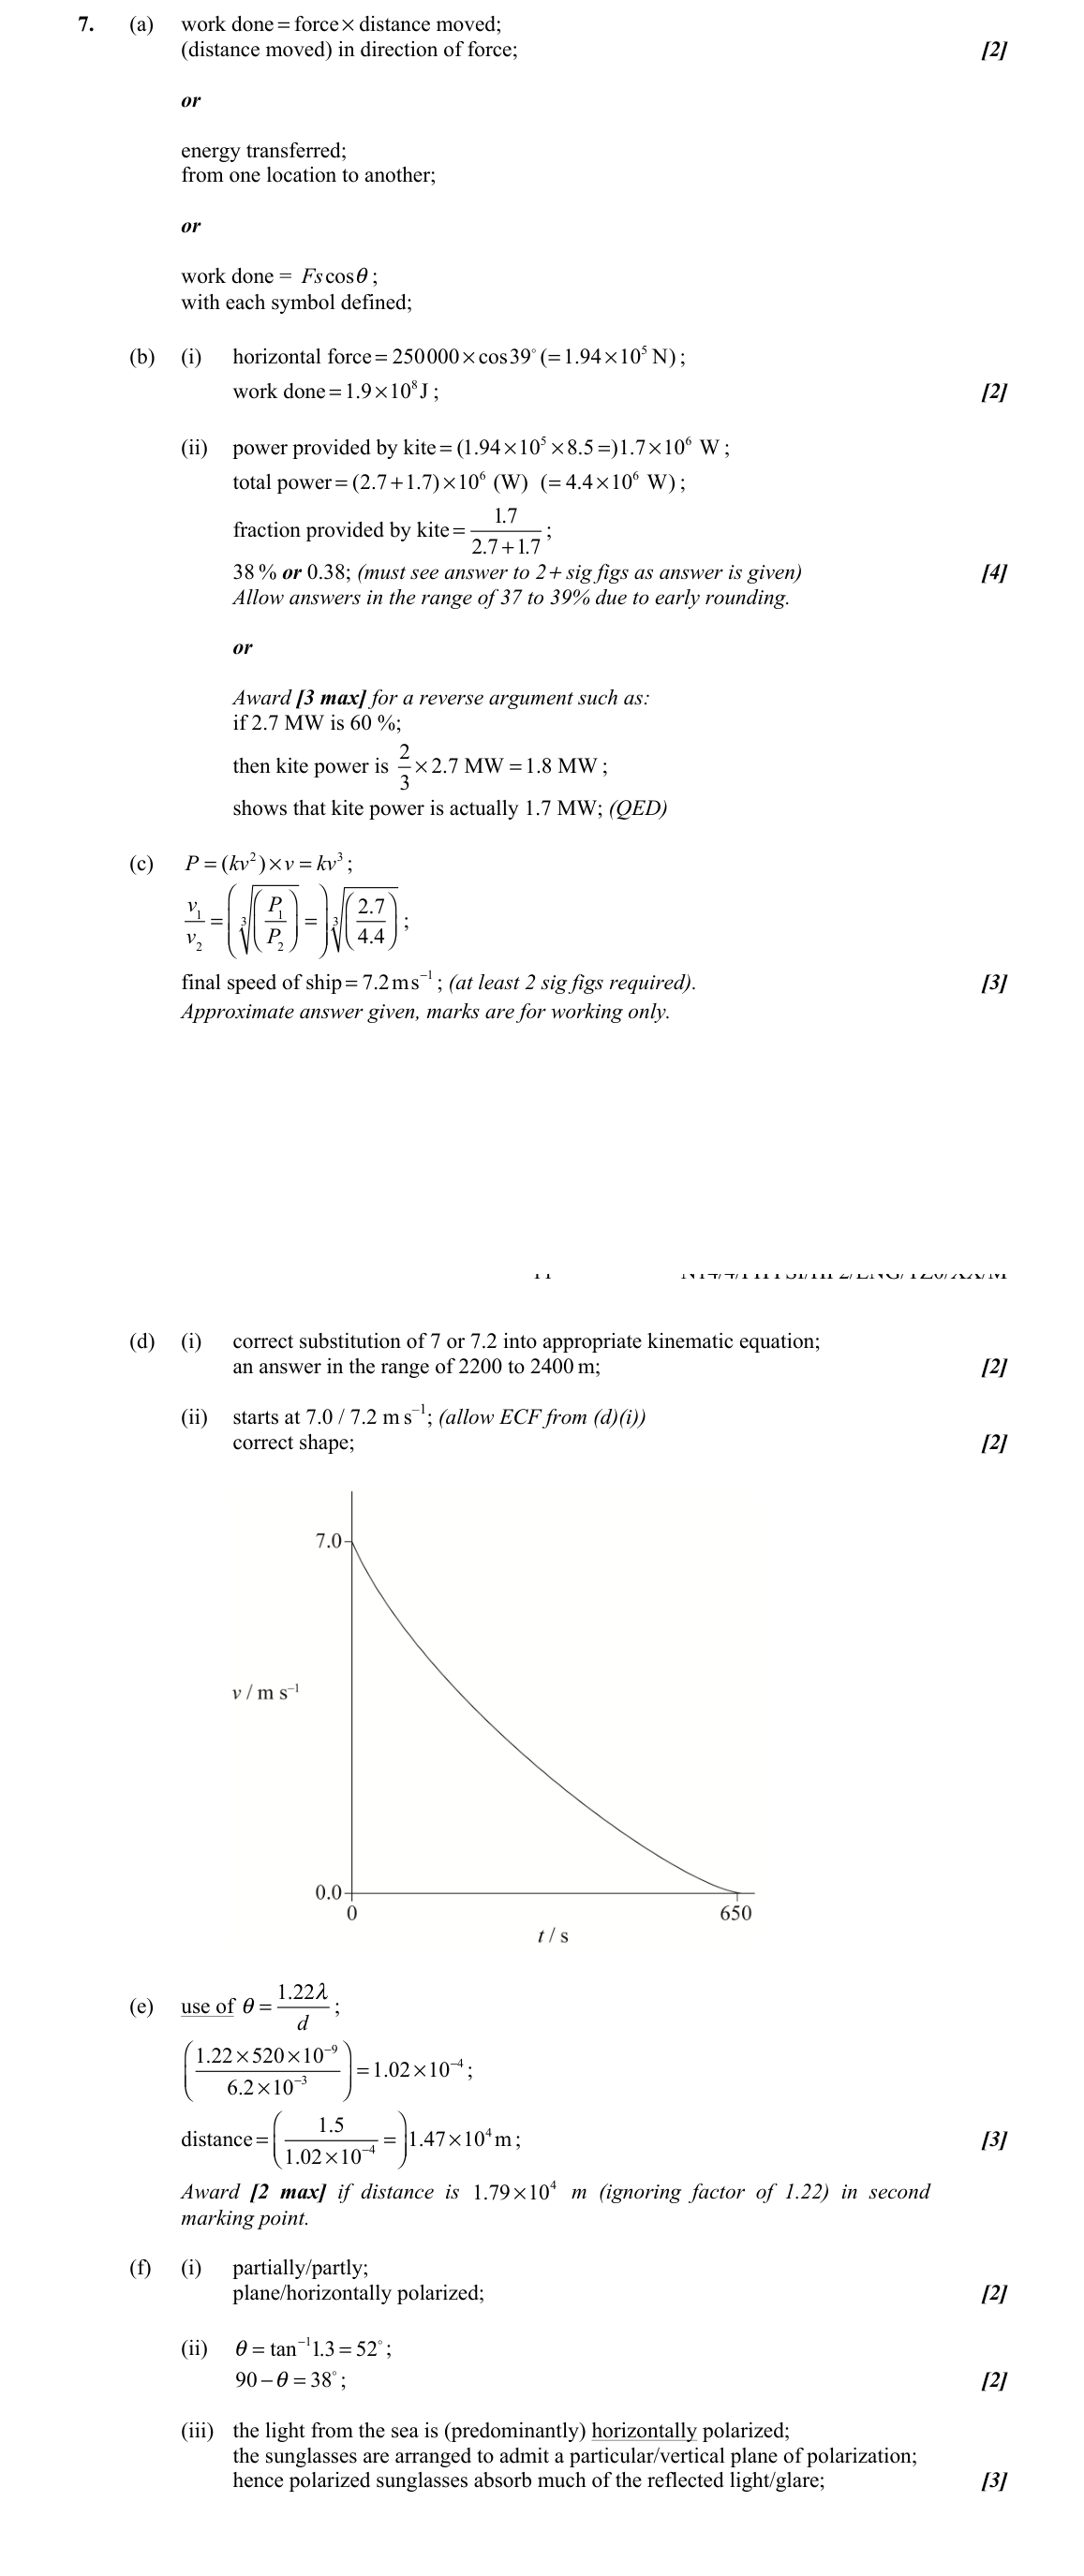 7. (a) work done = force × distance moved;
(distance moved) in direction of force; [2]
or
energy transferred;
from one location to another;
or
work done = Fs cosθ ;
with each symbol defined;
(b) (i) horizontal force = 250000 × cos39° (= 1.94×10⁵ N) ;
work done = 1.9×10⁸ J ; [2]
(ii) power provided by kite = (1.94×10⁵ × 8.5 =)1.7×10⁶ W ;
total power = (2.7 + 1.7)×10⁶ (W) (= 4.4×10⁶ W) ;
fraction provided by kite = 1.7/(2.7 + 1.7) ;
38 % or 0.38; (must see answer to 2+ sig figs as answer is given) [4]
Allow answers in the range of 37 to 39% due to early rounding.
or
Award [3 max] for a reverse argument such as:
if 2.7 MW is 60 %;
then kite power is 2/3 × 2.7 MW = 1.8 MW ;
shows that kite power is actually 1.7 MW; (QED)
(c) P = (kv²) × v = kv³ ;
v₁/v₂ = (∛(P₁/P₂) = ) ∛(2.7/4.4) ;
final speed of ship = 7.2 m s⁻¹ ; (at least 2 sig figs required). [3]
Approximate answer given, marks are for working only.
(d) (i) correct substitution of 7 or 7.2 into appropriate kinematic equation;
an answer in the range of 2200 to 2400 m; [2]
(ii) starts at 7.0 / 7.2 m s⁻¹; (allow ECF from (d)(i))
correct shape; [2]
7.0
v / m s⁻¹
0.0
0 650
t / s
(e) use of θ = 1.22λ/d ;
(1.22×520×10⁻⁹/6.2×10⁻³) = 1.02×10⁻⁴ ;
distance = (1.5/1.02×10⁻⁴ = ) 1.47×10⁴ m ; [3]
Award [2 max] if distance is 1.79×10⁴ m (ignoring factor of 1.22) in second
marking point.
(f) (i) partially/partly;
plane/horizontally polarized; [2]
(ii) θ = tan⁻¹1.3 = 52° ;
90 − θ = 38° ; [2]
(iii) the light from the sea is (predominantly) horizontally polarized;
the sunglasses are arranged to admit a particular/vertical plane of polarization;
hence polarized sunglasses absorb much of the reflected light/glare; [3]